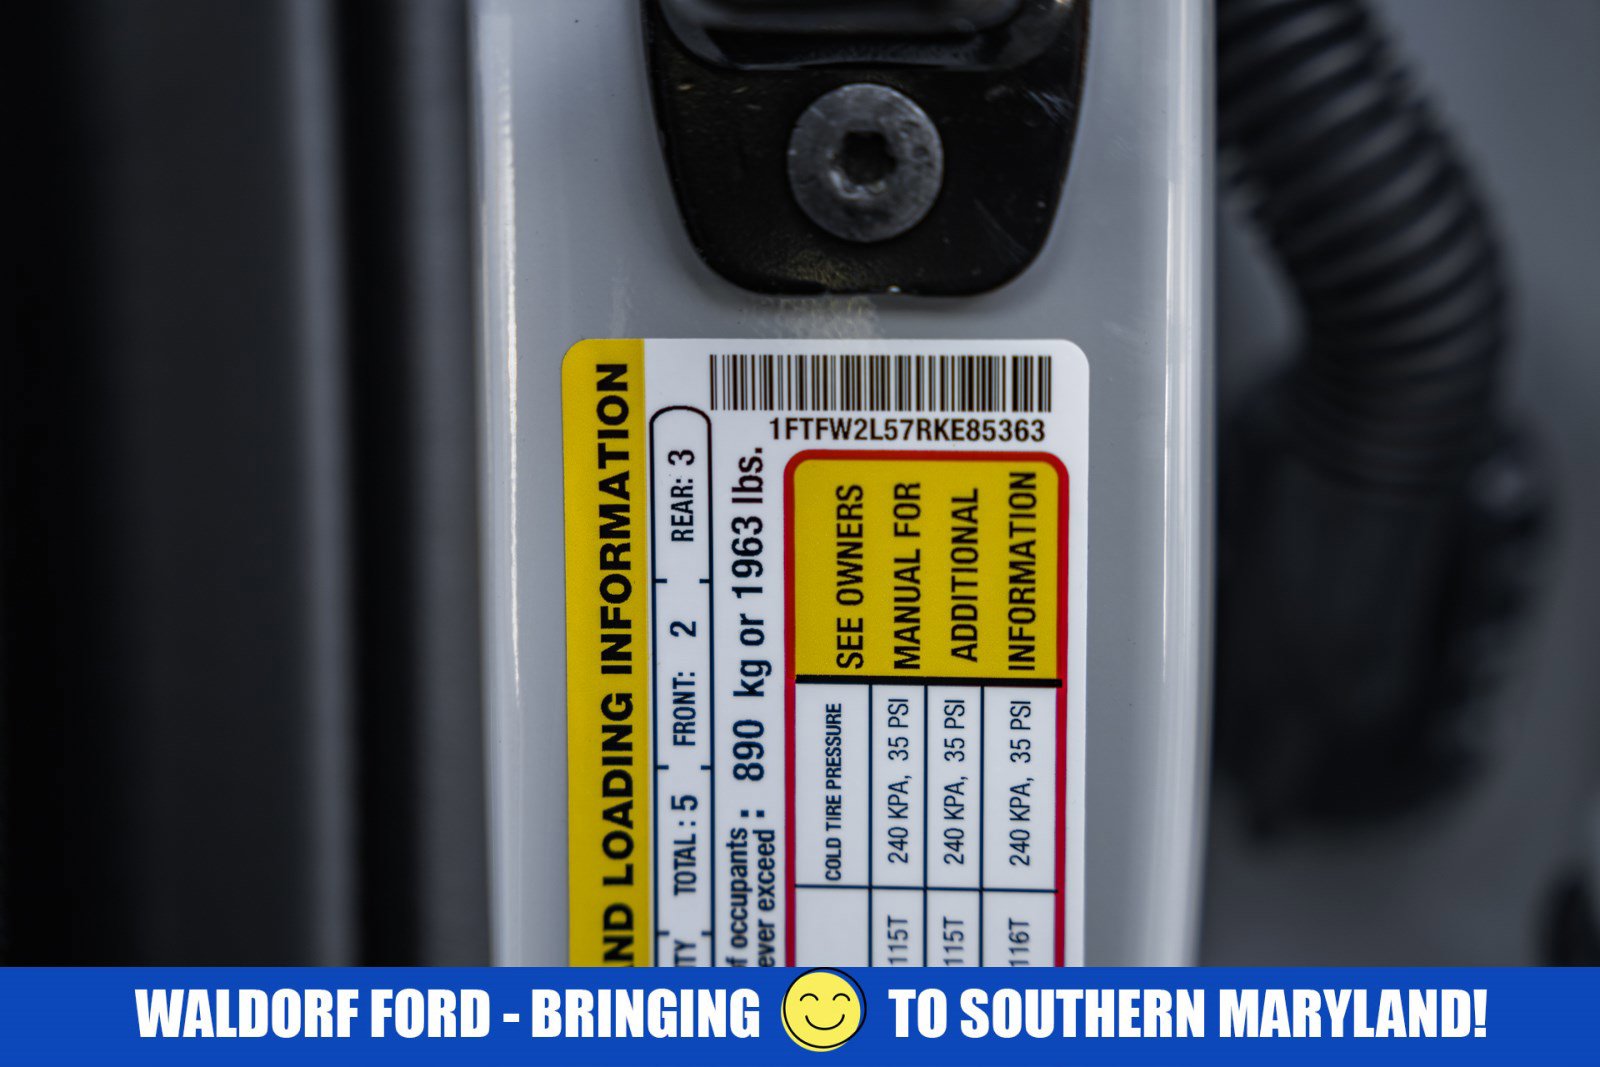 1FTFW2L57RKE85363
AND LOADING INFORMATION
TOTAL: 5 FRONT: 2 REAR: 3
of occupants :
ever exceed : 890 kg or 1963 lbs.
COLD TIRE PRESSURE
SEE OWNERS
MANUAL FOR
ADDITIONAL
INFORMATION
115T 240 KPA, 35 PSI
115T 240 KPA, 35 PSI
116T 240 KPA, 35 PSI
WALDORF FORD - BRINGING TO SOUTHERN MARYLAND!